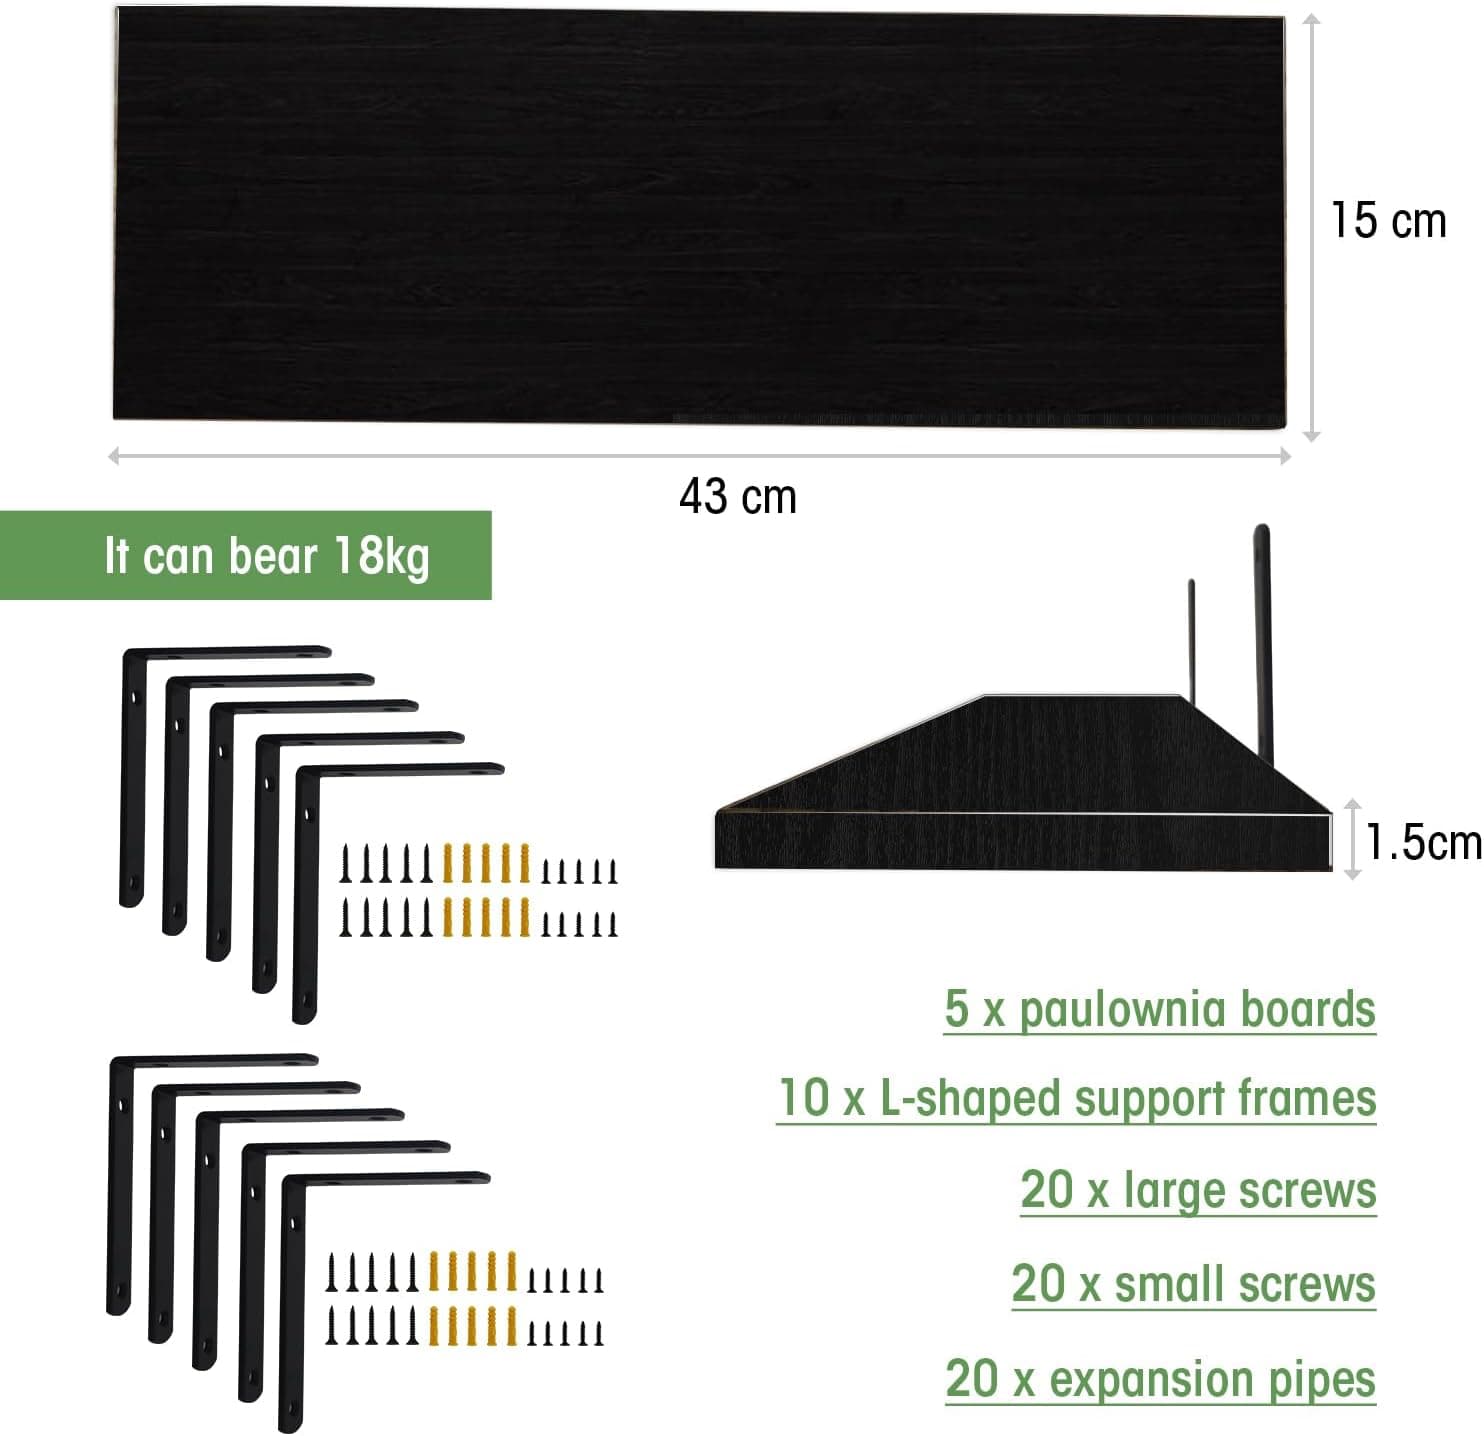 15 cm
43 cm
It can bear 18kg
1.5cm
5 x paulownia boards
10 x L-shaped support frames
20 x large screws
20 x small screws
20 x expansion pipes